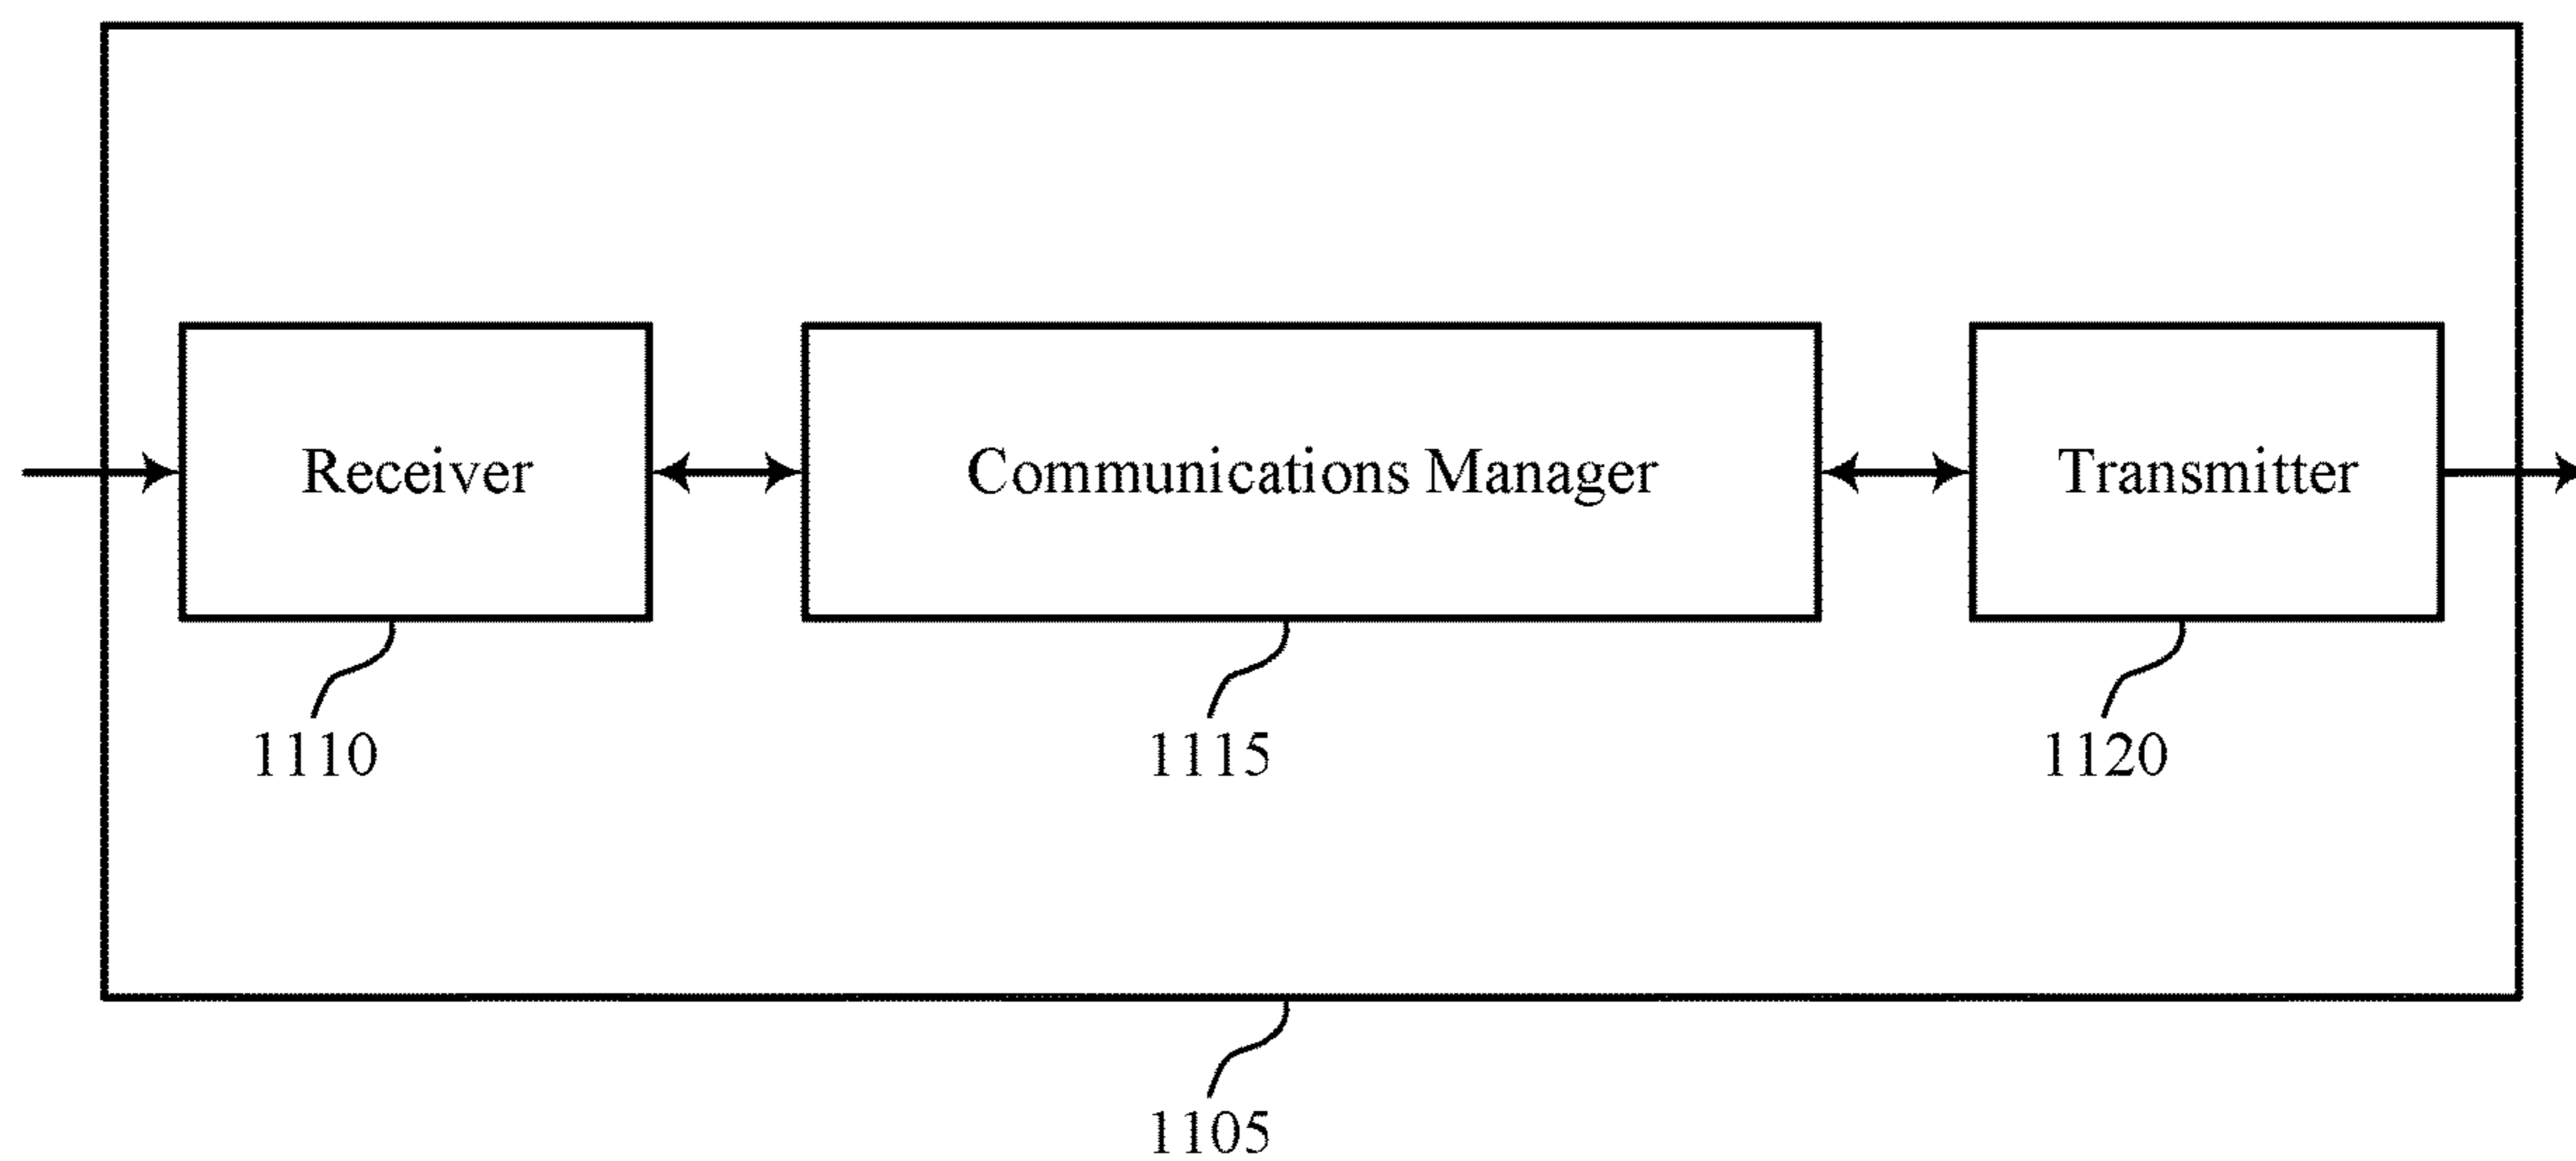 Receiver
Communications Manager
Transmitter
1110
1115
1120
1105